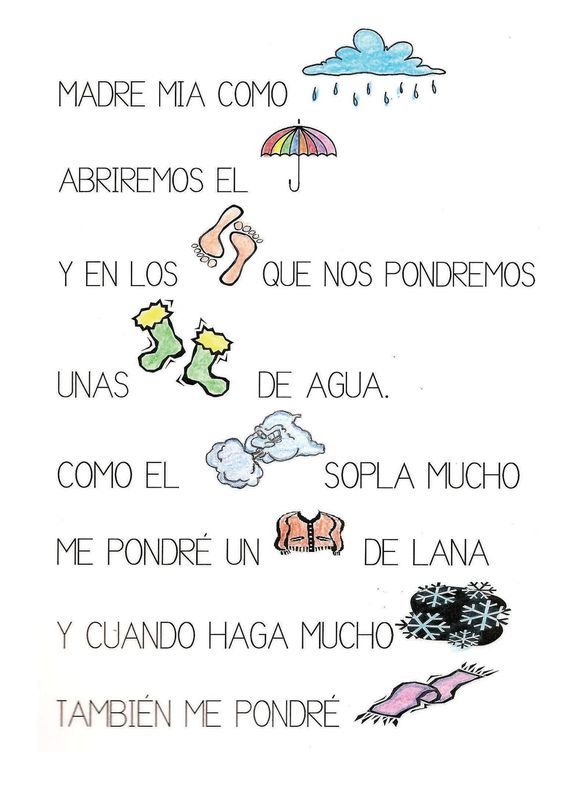 MADRE MIA COMO
ABRIREMOS EL
Y EN LOS QUE NOS PONDREMOS
UNAS DE AGUA.
COMO EL SOPLA MUCHO
ME PONDRÉ UN DE LANA
Y CUANDO HAGA MUCHO
TAMBIÉN ME PONDRÉ